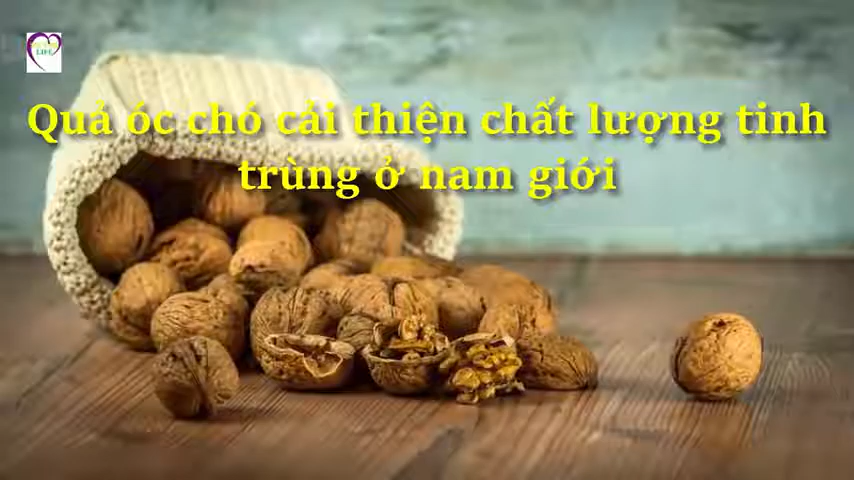 Quả óc chó cải thiện chất lượng tinh
trùng ở nam giới